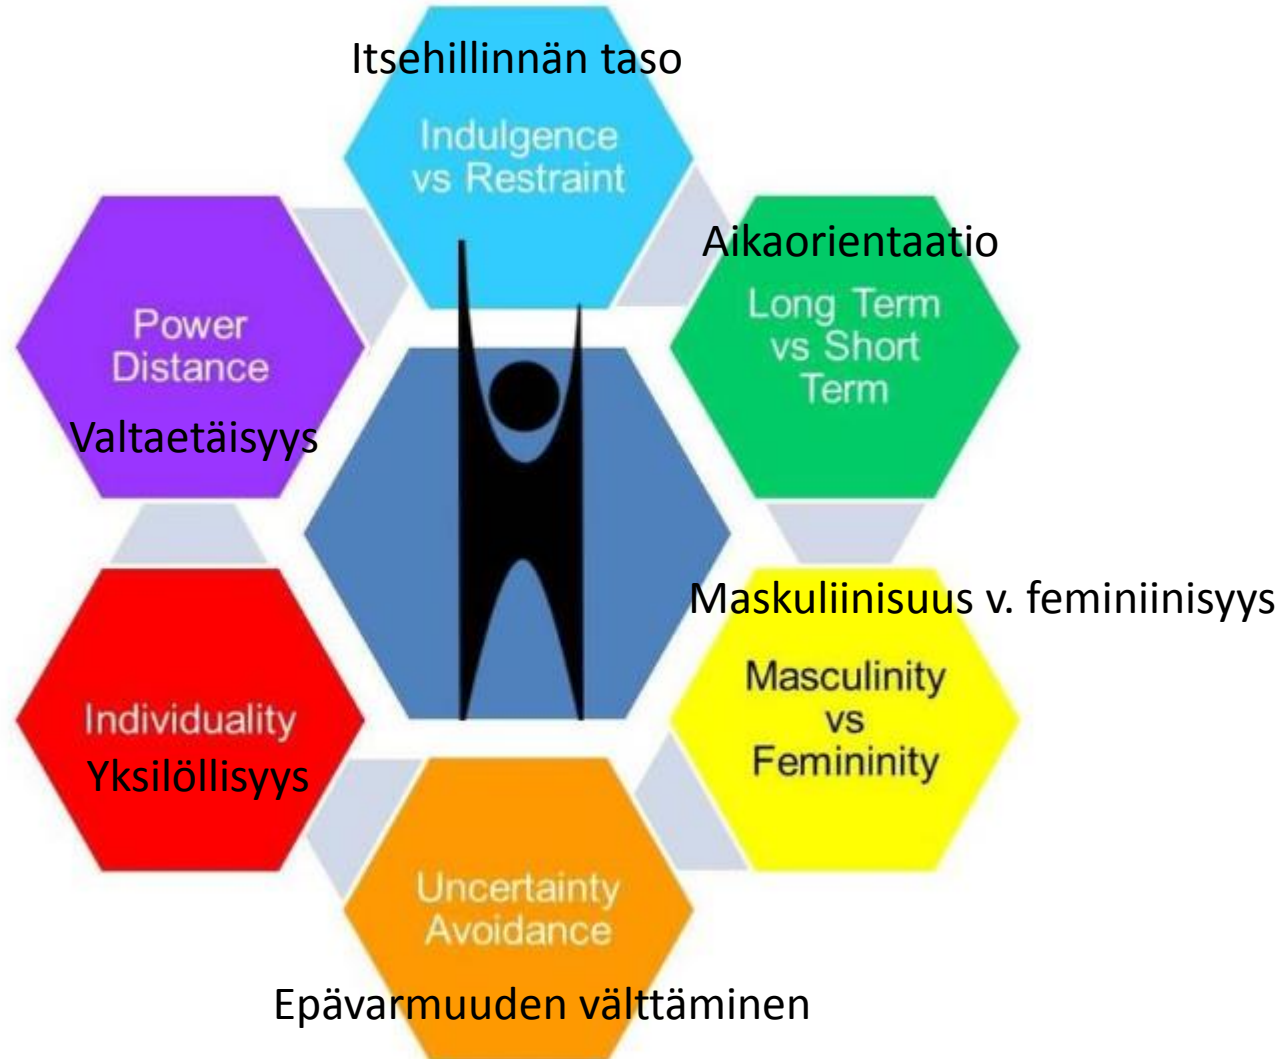 Itsehillinnän taso
Indulgence
vs Restraint
Aikaorientaatio
Long Term
vs Short
Term
Power
Distance
Valtaetäisyys
Maskuliinisuus v. feminiinisyys
Masculinity
vs
Femininity
Individuality
Yksilöllisyys
Uncertainty
Avoidance
Epävarmuuden välttäminen